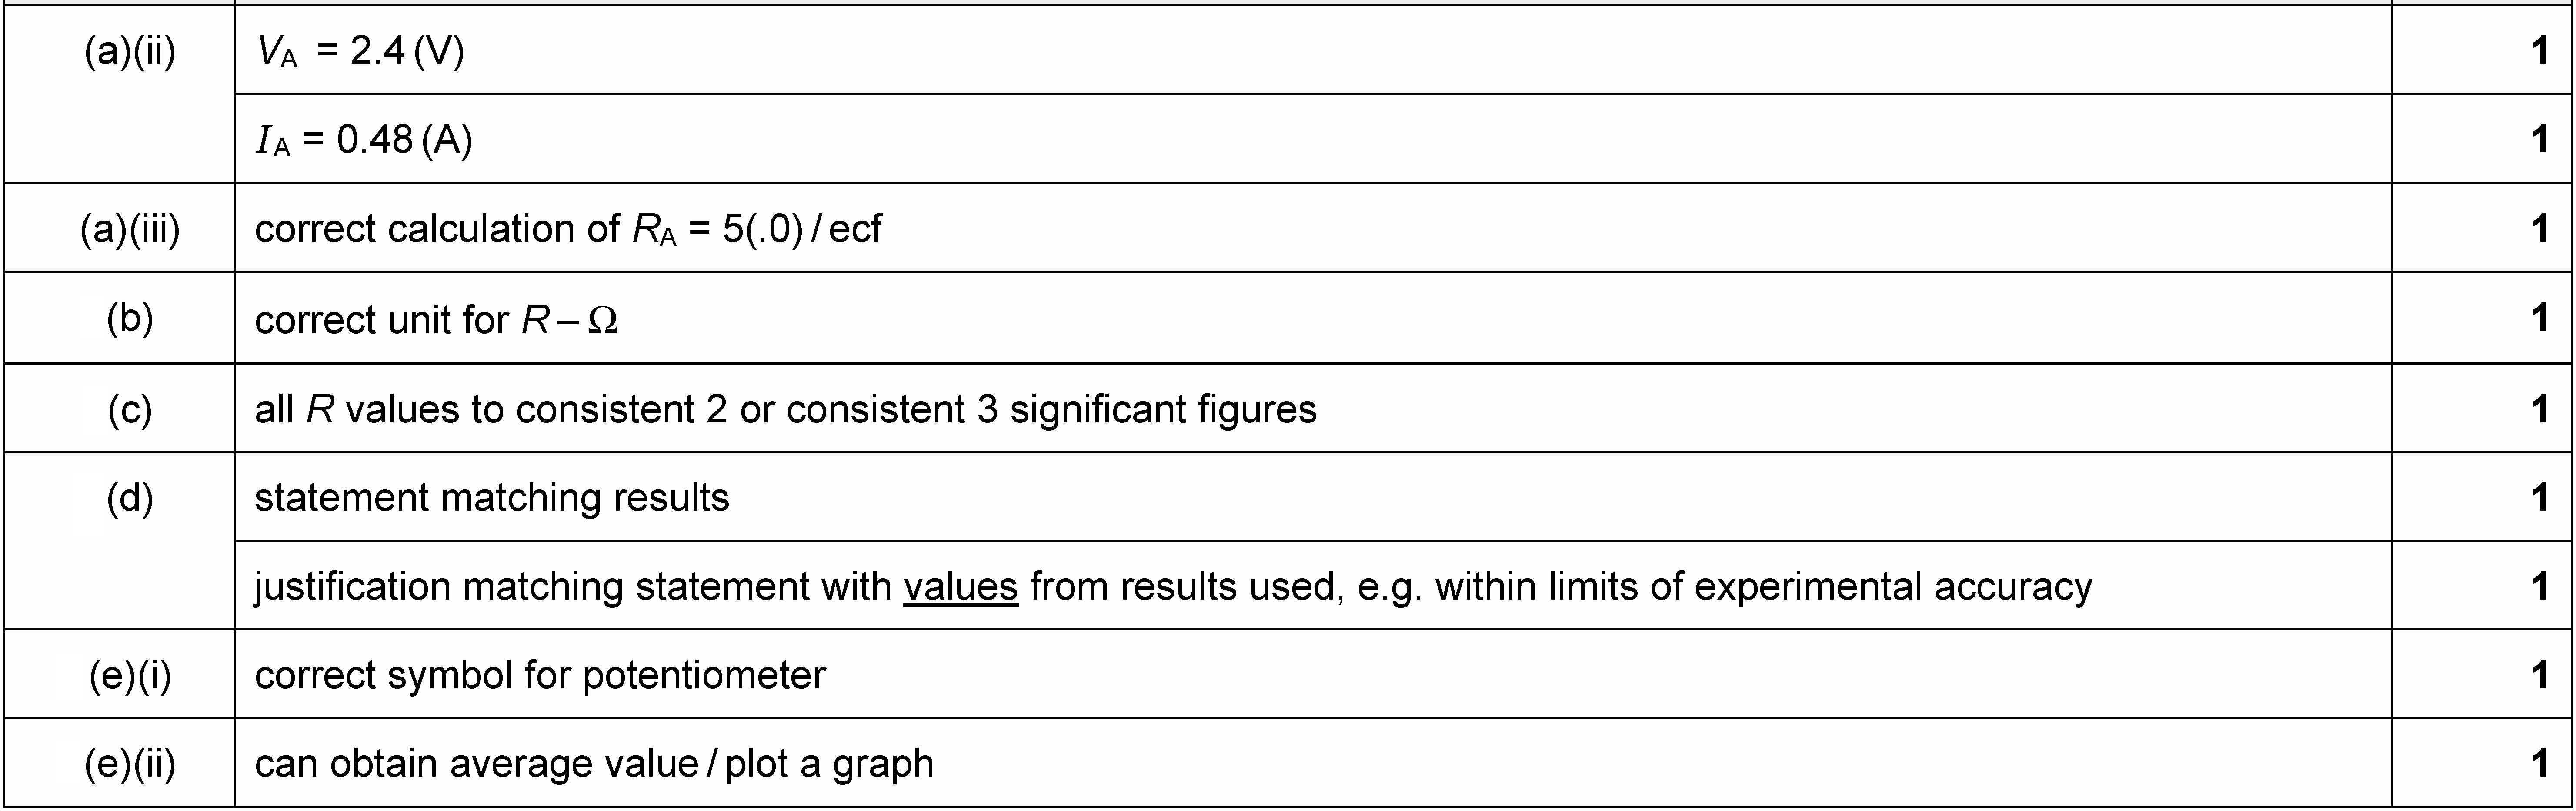 (a)(ii) V_A = 2.4 (V) 1
I_A = 0.48 (A) 1
(a)(iii) correct calculation of R_A = 5(.0) / ecf 1
(b) correct unit for R – Ω 1
(c) all R values to consistent 2 or consistent 3 significant figures 1
(d) statement matching results 1
justification matching statement with values from results used, e.g. within limits of experimental accuracy 1
(e)(i) correct symbol for potentiometer 1
(e)(ii) can obtain average value / plot a graph 1